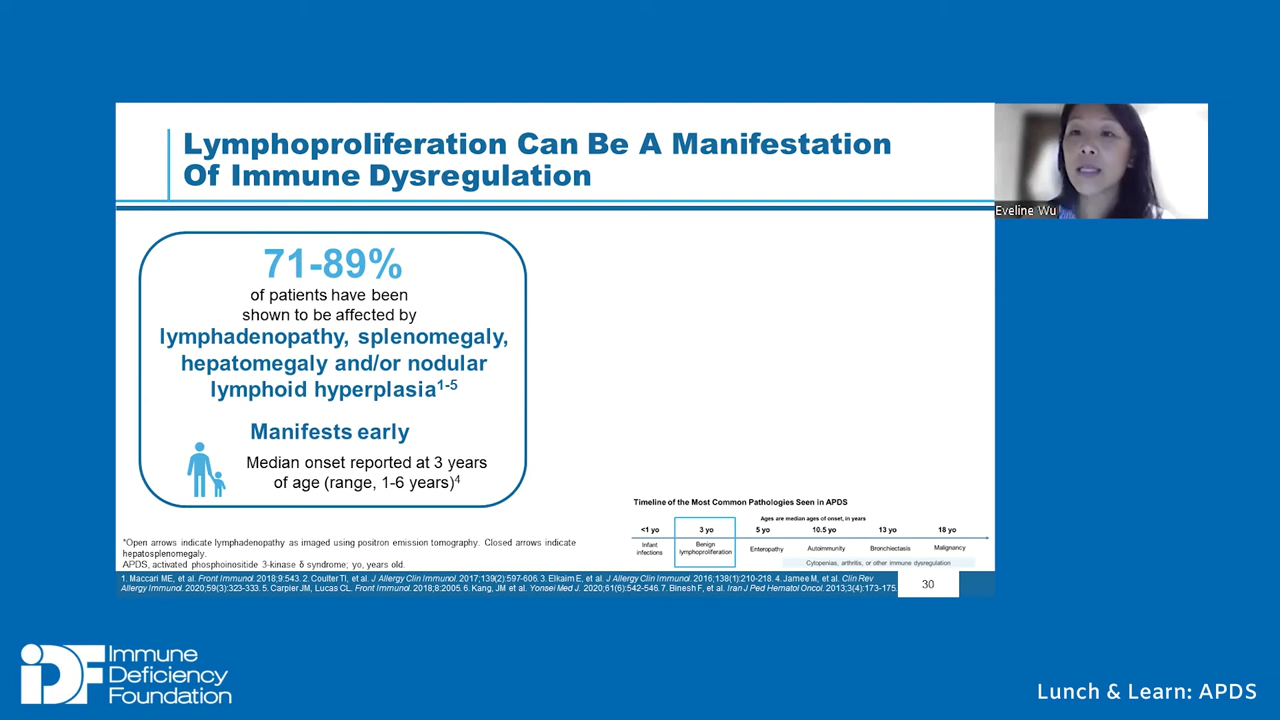 Lymphoproliferation Can Be A Manifestation
Of Immune Dysregulation
Eveline Wu
71-89%
of patients have been
shown to be affected by
lymphadenopathy, splenomegaly,
hepatomegaly and/or nodular
lymphoid hyperplasia1-5
Manifests early
Median onset reported at 3 years
of age (range, 1-6 years)4
Timeline of the Most Common Pathologies Seen in APDS
Ages are median ages of onset, in years
<1 yo 3 yo 5 yo 10.5 yo 13 yo 18 yo
Infant infections Benign lymphoproliferation Enteropathy Autoimmunity Bronchiectasis Malignancy
Cytopenias, arthritis, or other immune dysregulation
*Open arrows indicate lymphadenopathy as imaged using positron emission tomography. Closed arrows indicate
hepatosplenomegaly.
APDS, activated phosphoinositide 3-kinase δ syndrome; yo, years old.
1. Maccari ME, et al. Front Immunol. 2018;9:543. 2. Coulter TI, et al. J Allergy Clin Immunol. 2017;139(2):597-606. 3. Elkaim E, et al. J Allergy Clin Immunol. 2016;138(1):210-218. 4. Jamee M, et al. Clin Rev
Allergy Immunol. 2020;59(3):323-333. 5. Carpier JM, Lucas CL. Front Immunol. 2018;8:2005. 6. Kang, JM et al. Yonsei Med J. 2020;61(6):542-546. 7. Binesh F, et al. Iran J Ped Hematol Oncol. 2013;3(4):173-175.
30
IDF Immune
Deficiency
Foundation
Lunch & Learn: APDS